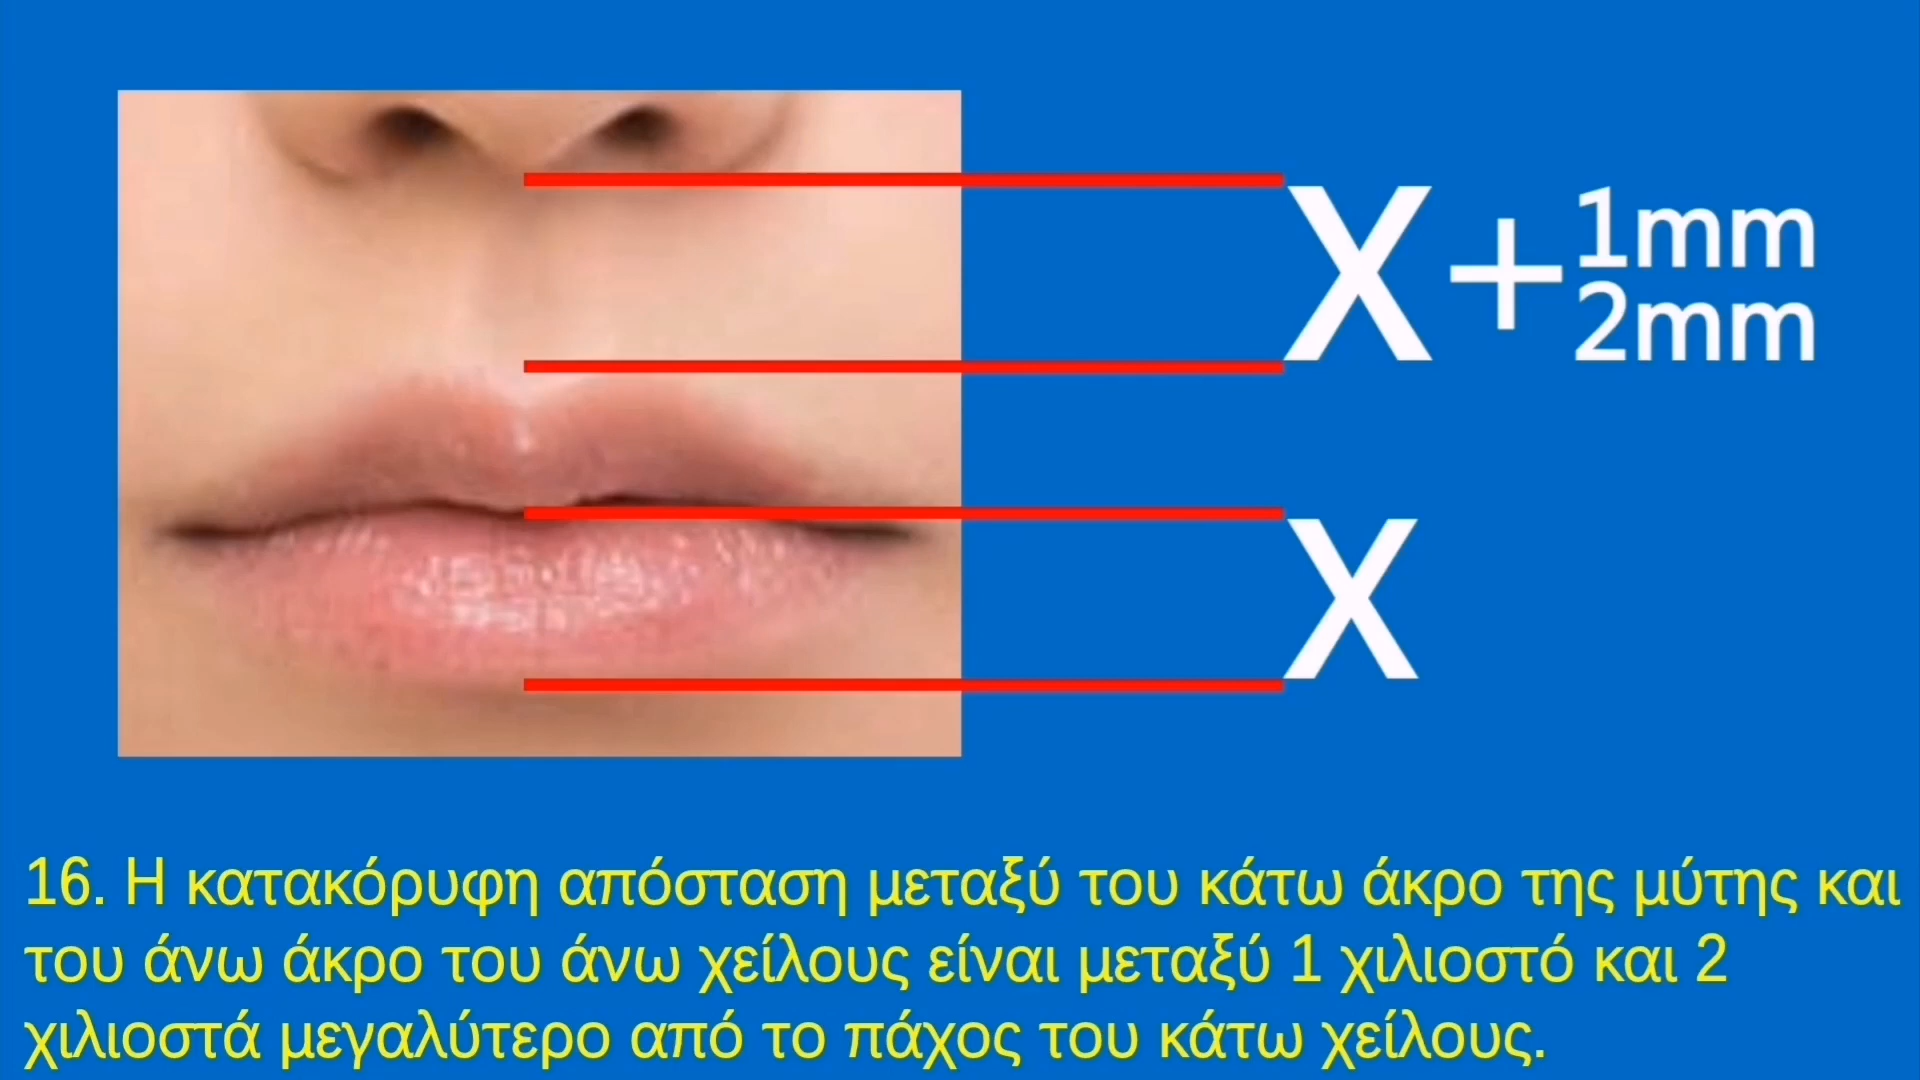 X + 1mm
2mm
X
16. Η κατακόρυφη απόσταση μεταξύ του κάτω άκρο της μύτης και
του άνω άκρο του άνω χείλους είναι μεταξύ 1 χιλιοστό και 2
χιλιοστά μεγαλύτερο από το πάχος του κάτω χείλους.